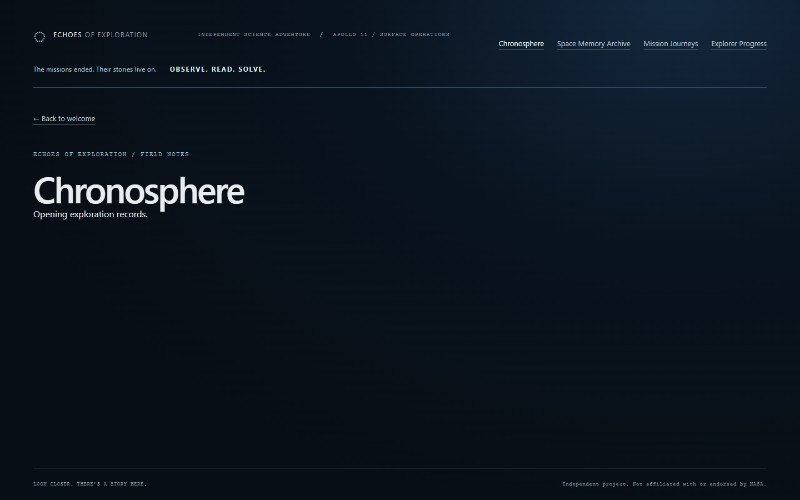 ECHOES OF EXPLORATION
INDEPENDENT SCIENCE ADVENTURE / APOLLO 11 / SURFACE OPERATIONS
Chronosphere Space Memory Archive Mission Journeys Explorer Progress
The missions ended. Their stories live on. OBSERVE. READ. SOLVE.
← Back to welcome
ECHOES OF EXPLORATION / FIELD NOTES
Chronosphere
Opening exploration records.
LOOK CLOSER. THERE'S A STORY HERE.
Independent project. Not affiliated with or endorsed by NASA.